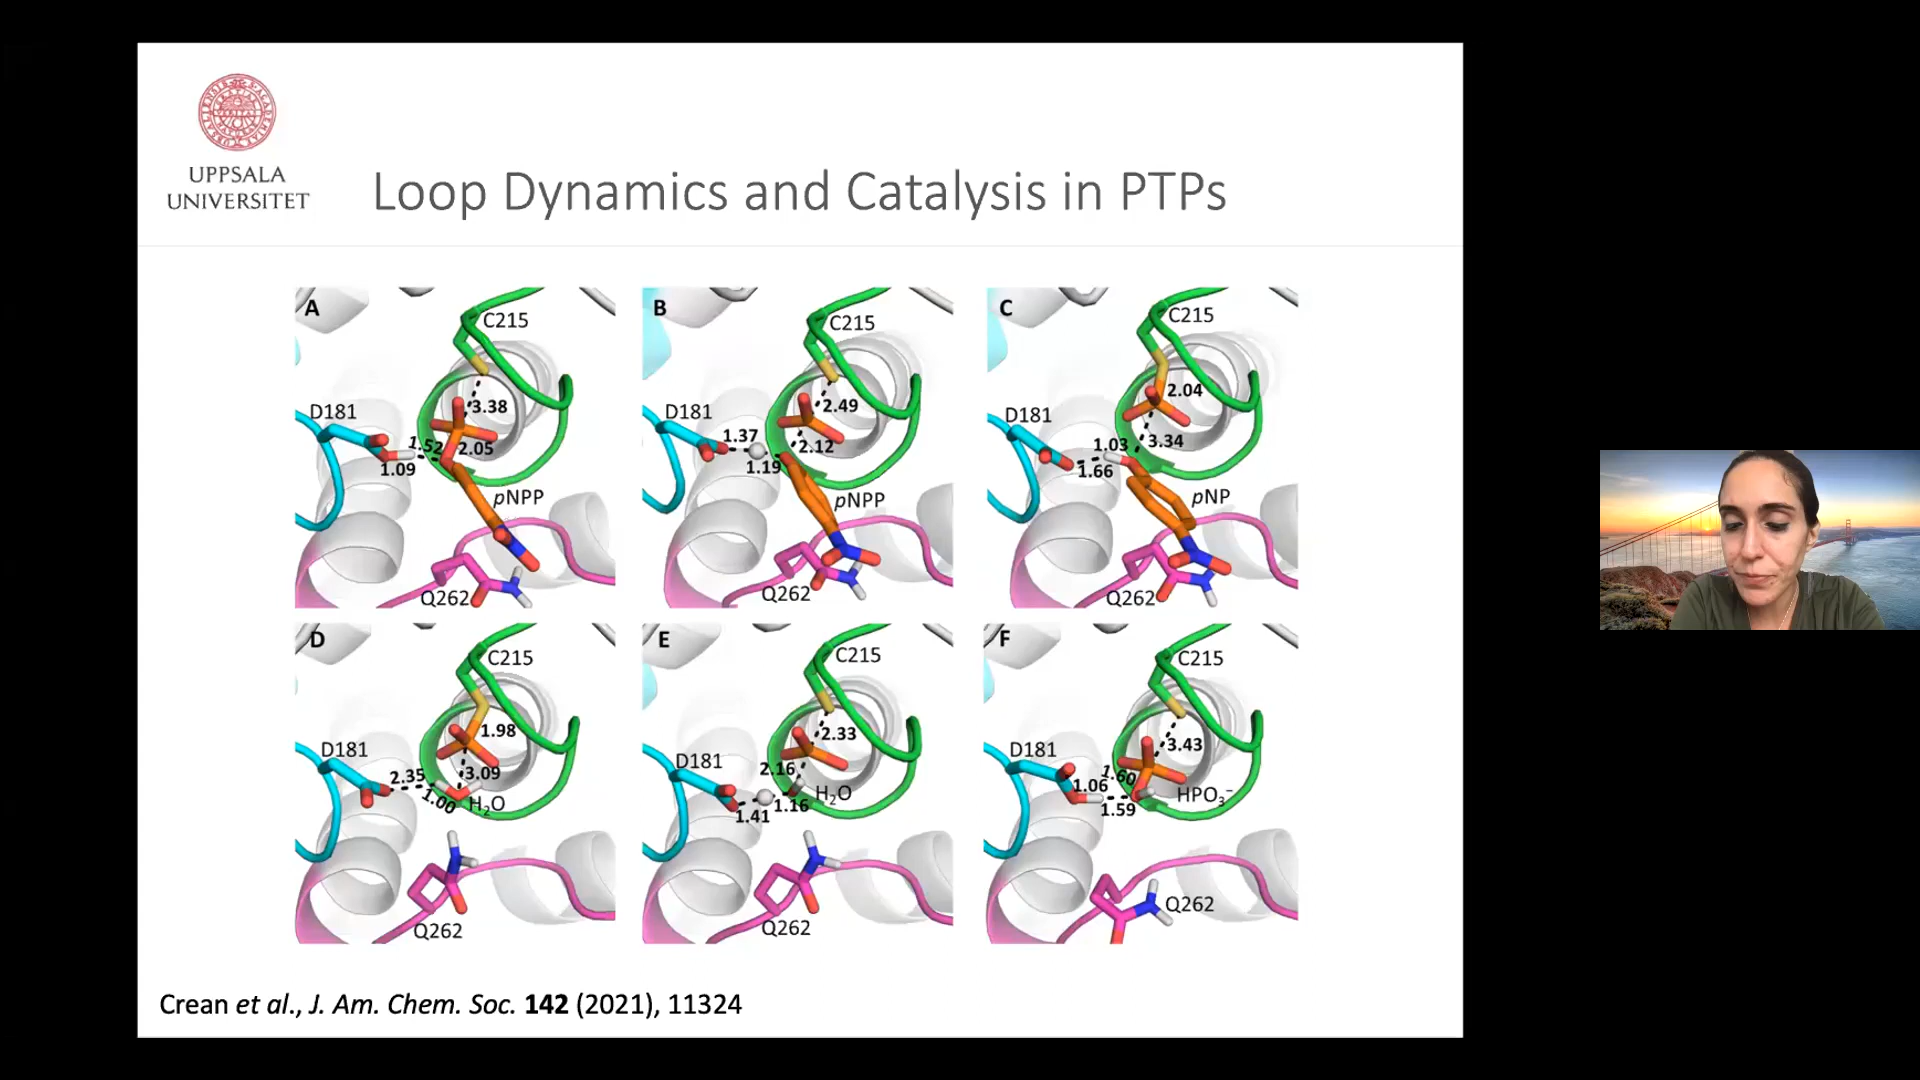 UPPSALA
UNIVERSITET
Loop Dynamics and Catalysis in PTPs
A
C215
D181
3.38
1.52
2.05
1.09
pNPP
Q262
B
C215
D181
2.49
1.37
2.12
1.19
pNPP
Q262
C
C215
D181
2.04
1.03
3.34
1.66
pNP
Q262
D
C215
D181
1.98
2.35
3.09
1.00
H₂O
Q262
E
C215
D181
2.33
2.16
H₂O
1.16
1.41
Q262
F
C215
D181
3.43
1.60
1.06
HPO₃⁻
1.59
Q262
Crean et al., J. Am. Chem. Soc. 142 (2021), 11324